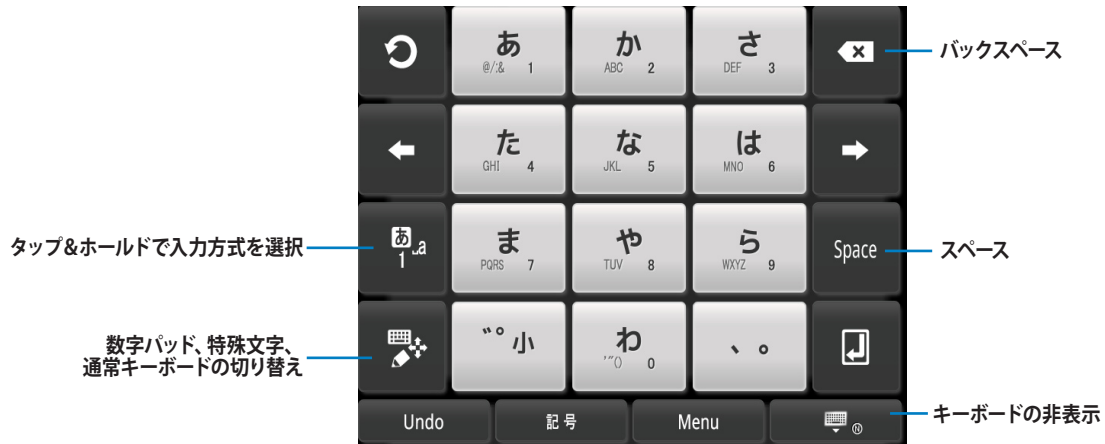 あ
@/:& 1
か
ABC 2
さ
DEF 3
バックスペース
た
GHI 4
な
JKL 5
は
MNO 6
タップ&ホールドで入力方式を選択
あ.a
1
ま
PQRS 7
や
TUV 8
ら
WXYZ 9
Space
スペース
数字パッド、特殊文字、
通常キーボードの切り替え
゛゜小
わ
'"() 0
、。
Undo
記号
Menu
N
キーボードの非表示